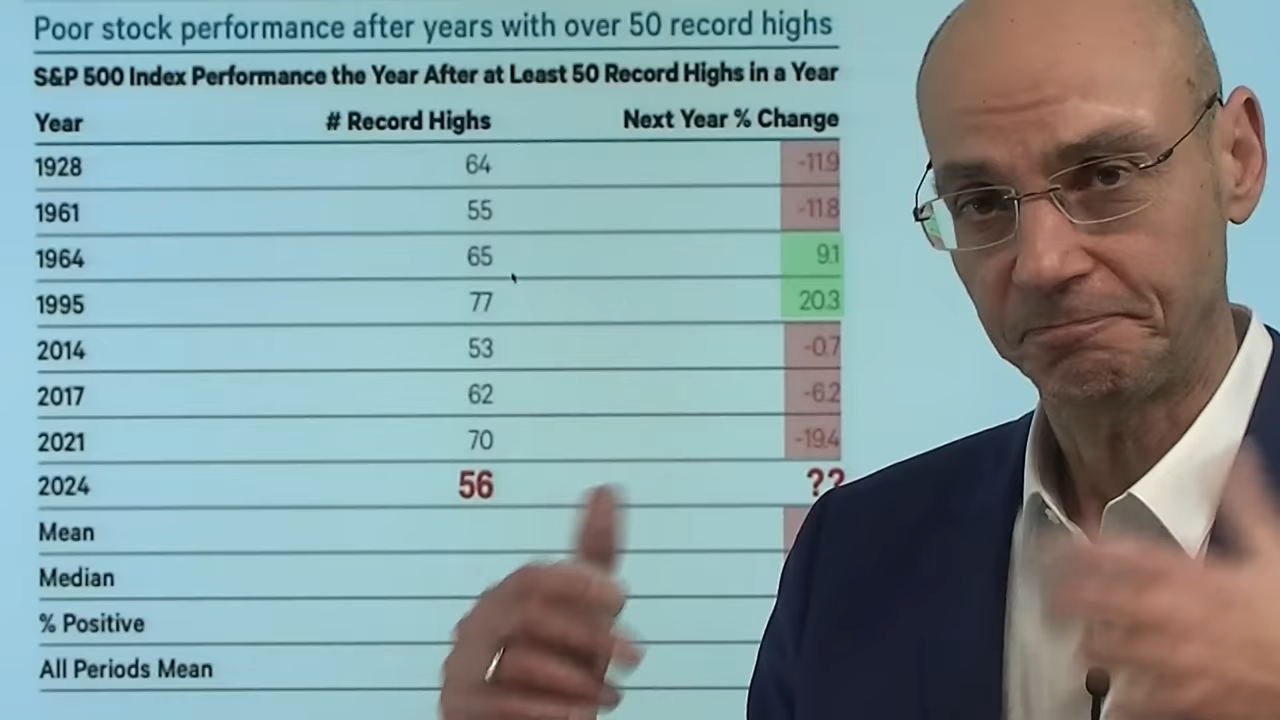 Poor stock performance after years with over 50 record highs
S&P 500 Index Performance the Year After at Least 50 Record Highs in a Year
Year # Record Highs Next Year % Change
1928 64 -11.9
1961 55 -11.8
1964 65 9.1
1995 77 20.3
2014 53 -0.7
2017 62 -6.2
2021 70 -19.4
2024 56 ??
Mean
Median
% Positive
All Periods Mean